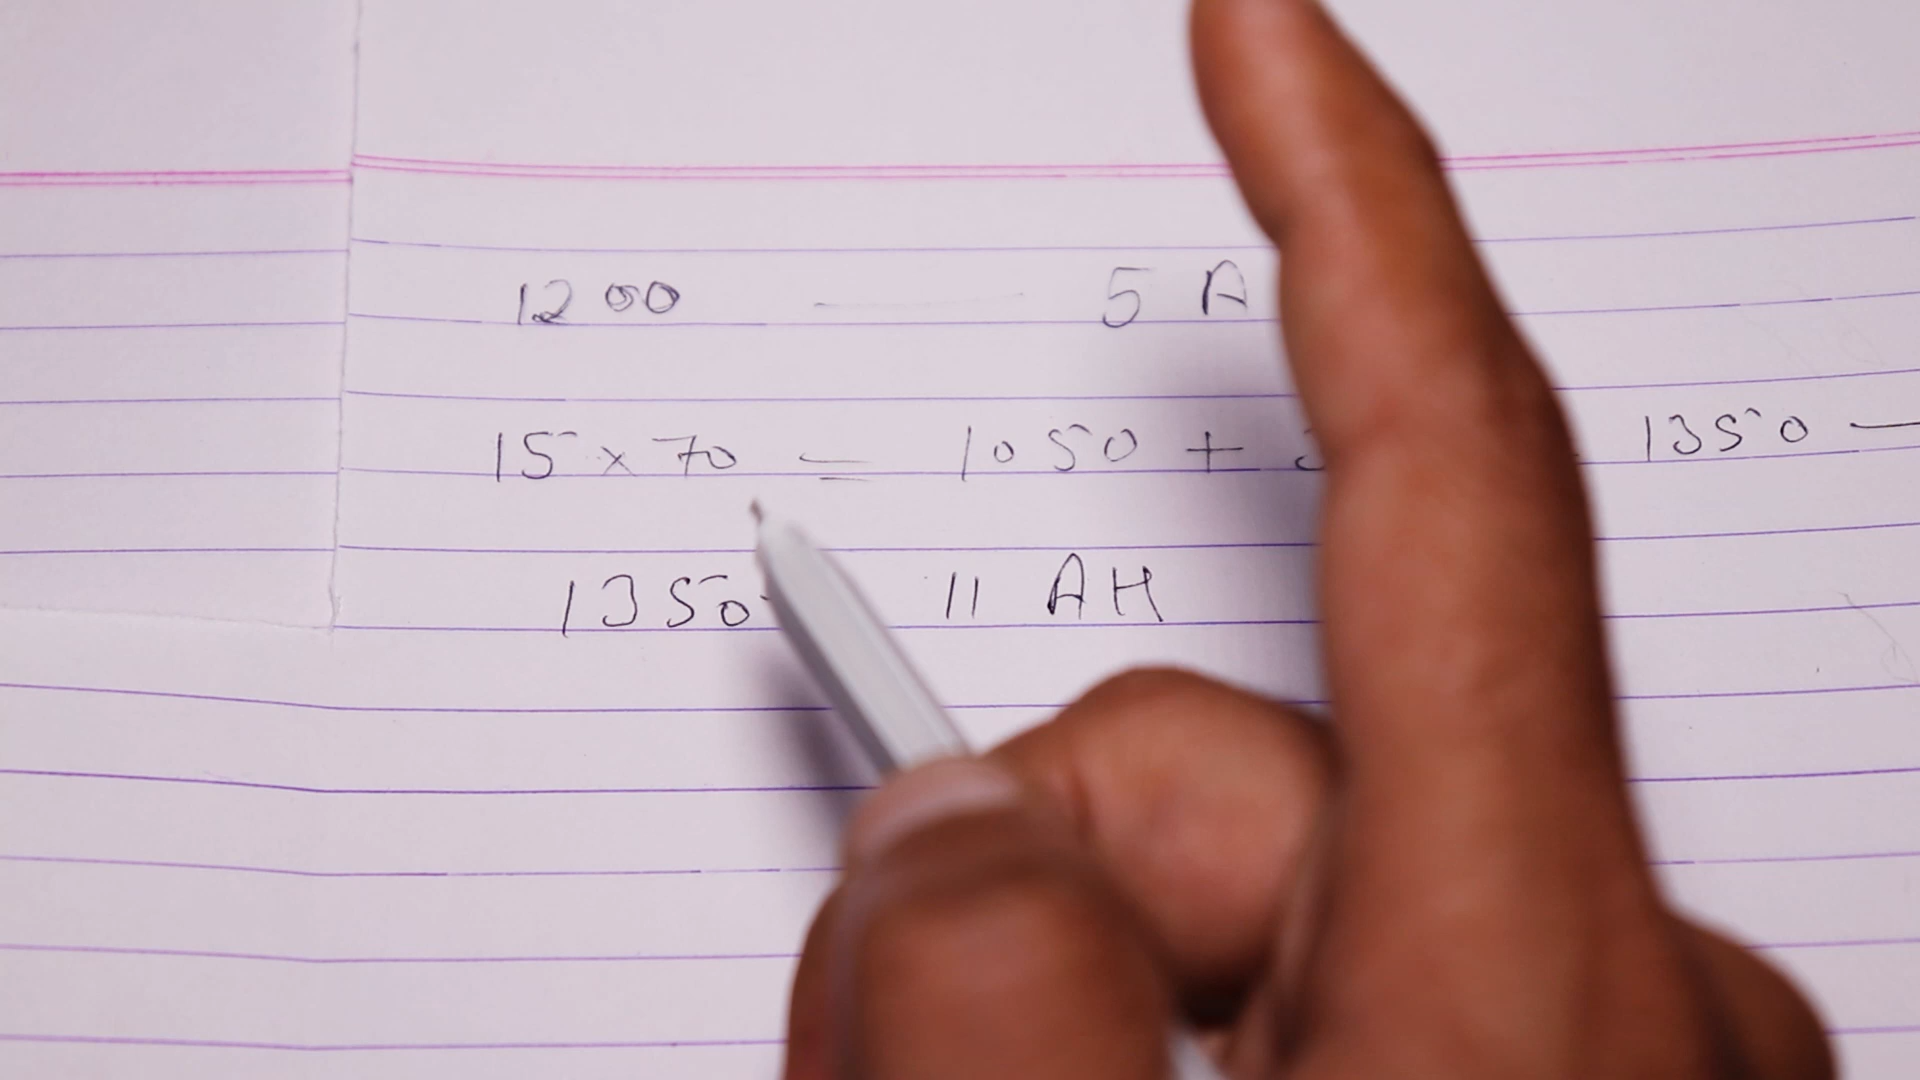 1200 — 5 A
15 x 70 = 1050 + 1350 —
1350 11 AH